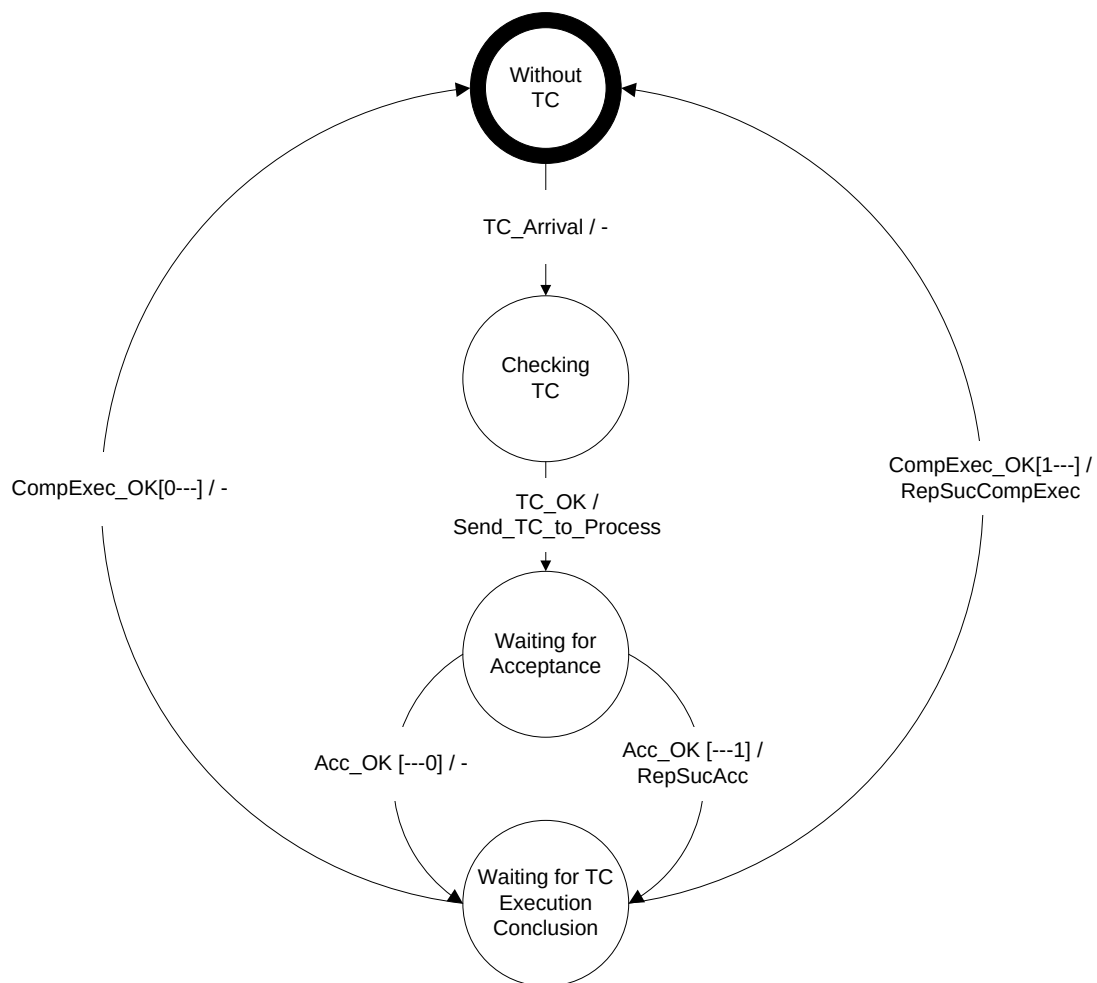 Without
TC
TC_Arrival / -
Checking
TC
CompExec_OK[0---] / -
CompExec_OK[1---] /
RepSucCompExec
TC_OK /
Send_TC_to_Process
Waiting for
Acceptance
Acc_OK [---0] / -
Acc_OK [---1] /
RepSucAcc
Waiting for TC
Execution
Conclusion